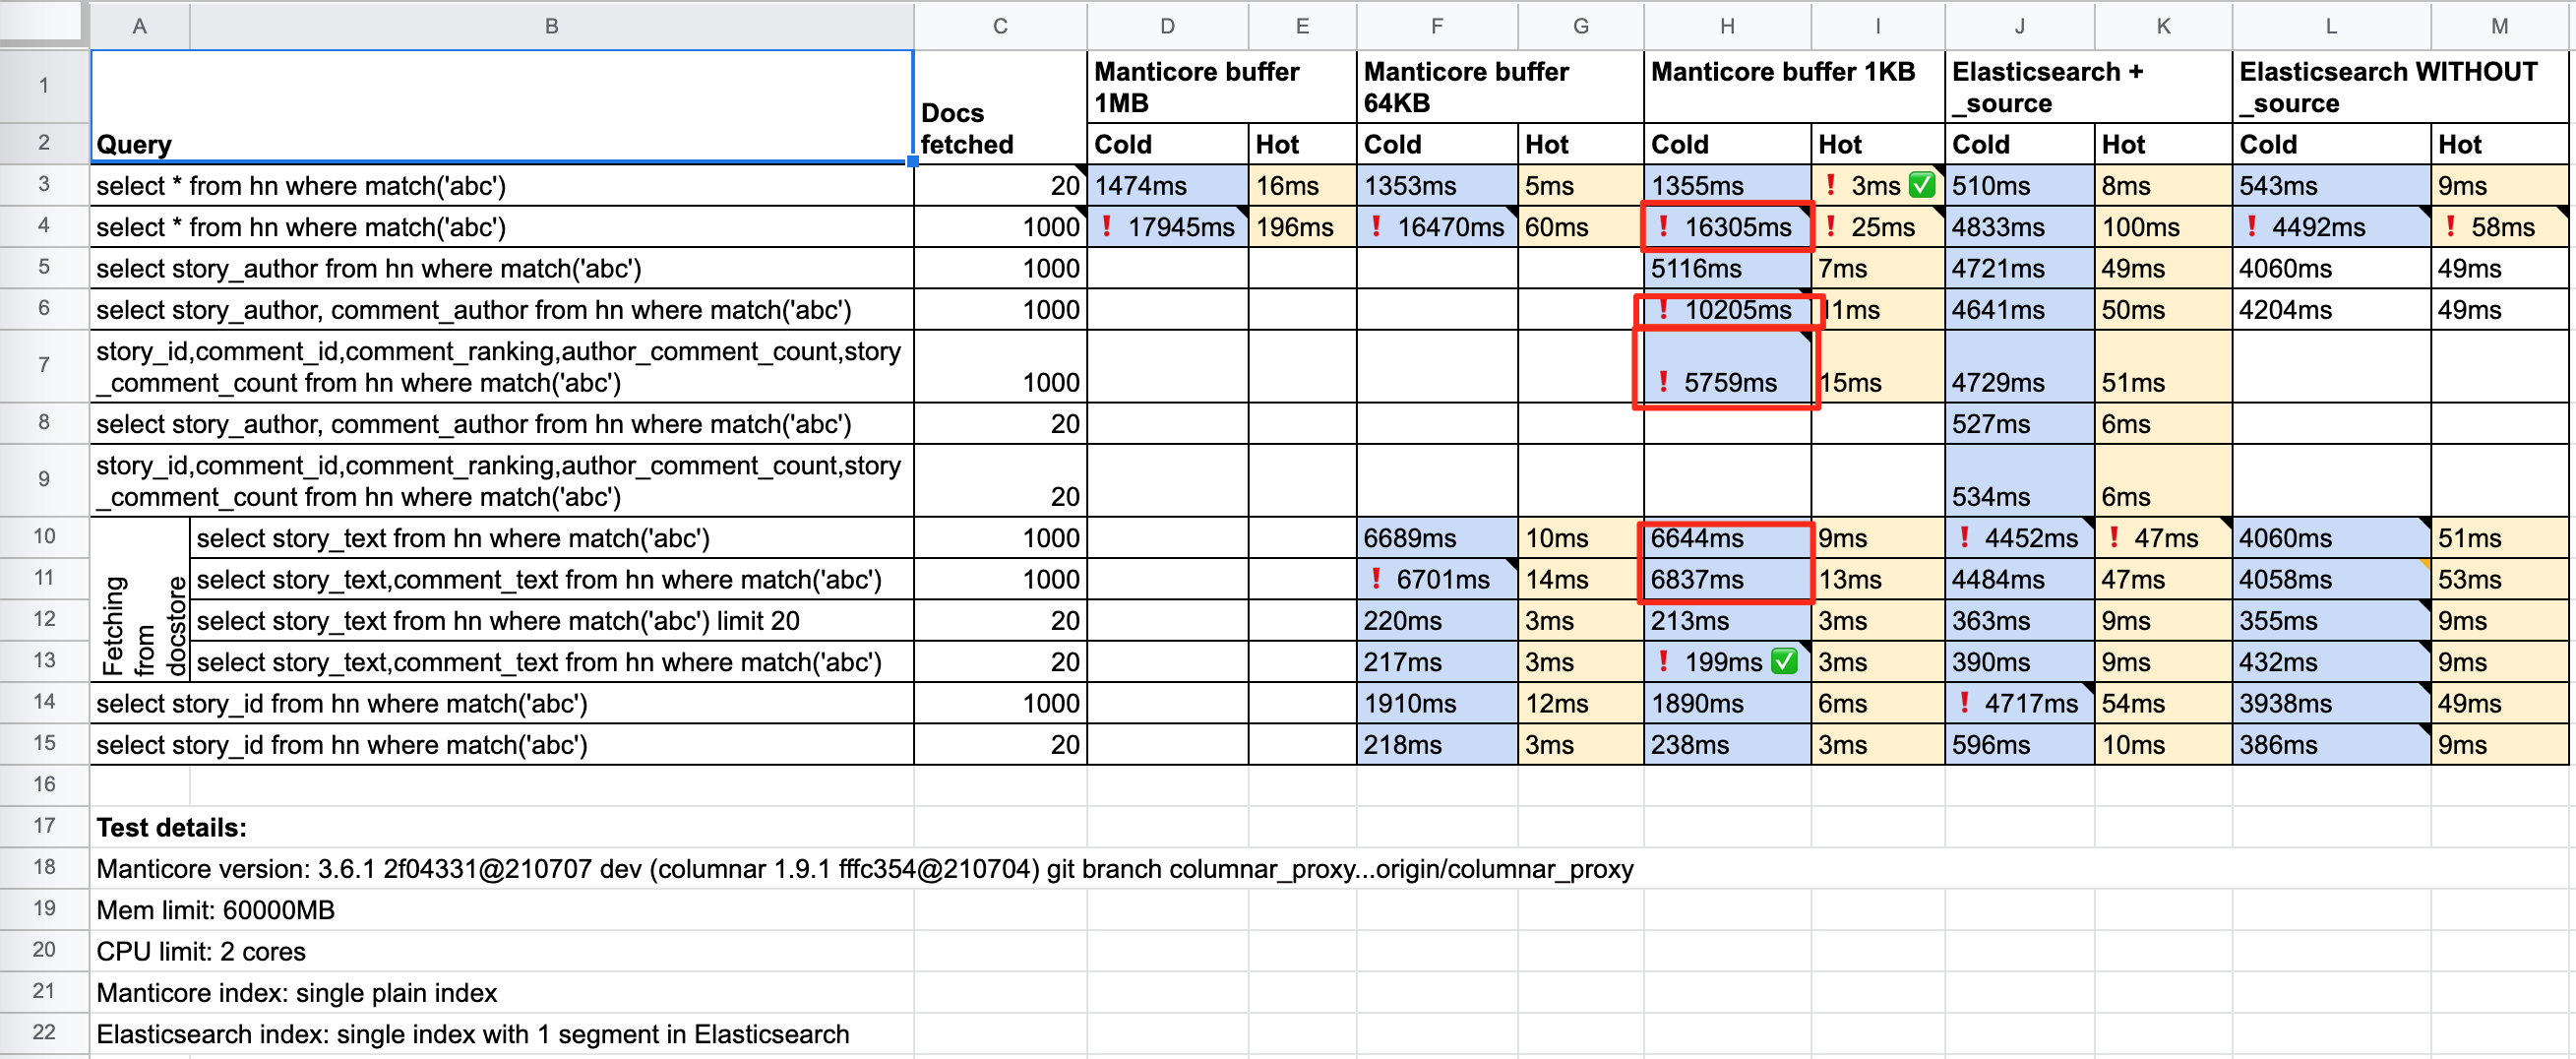 A B C D E F G H I J K L M
1 Query Docs fetched Manticore buffer 1MB Manticore buffer 64KB Manticore buffer 1KB Elasticsearch + _source Elasticsearch WITHOUT _source
2 Cold Hot Cold Hot Cold Hot Cold Hot Cold Hot
3 select * from hn where match('abc') 20 1474ms 16ms 1353ms 5ms 1355ms ❗ 3ms ✅ 510ms 8ms 543ms 9ms
4 select * from hn where match('abc') 1000 ❗ 17945ms 196ms ❗ 16470ms 60ms ❗ 16305ms ❗ 25ms 4833ms 100ms ❗ 4492ms ❗ 58ms
5 select story_author from hn where match('abc') 1000 5116ms 7ms 4721ms 49ms 4060ms 49ms
6 select story_author, comment_author from hn where match('abc') 1000 ❗ 10205ms 11ms 4641ms 50ms 4204ms 49ms
7 story_id,comment_id,comment_ranking,author_comment_count,story
_comment_count from hn where match('abc') 1000 ❗ 5759ms 15ms 4729ms 51ms
8 select story_author, comment_author from hn where match('abc') 20 527ms 6ms
9 story_id,comment_id,comment_ranking,author_comment_count,story
_comment_count from hn where match('abc') 20 534ms 6ms
Fetching from docstore
10 select story_text from hn where match('abc') 1000 6689ms 10ms 6644ms 9ms ❗ 4452ms ❗ 47ms 4060ms 51ms
11 select story_text,comment_text from hn where match('abc') 1000 ❗ 6701ms 14ms 6837ms 13ms 4484ms 47ms 4058ms 53ms
12 select story_text from hn where match('abc') limit 20 20 220ms 3ms 213ms 3ms 363ms 9ms 355ms 9ms
13 select story_text,comment_text from hn where match('abc') 20 217ms 3ms ❗ 199ms ✅ 3ms 390ms 9ms 432ms 9ms
14 select story_id from hn where match('abc') 1000 1910ms 12ms 1890ms 6ms ❗ 4717ms 54ms 3938ms 49ms
15 select story_id from hn where match('abc') 20 218ms 3ms 238ms 3ms 596ms 10ms 386ms 9ms
16
17 Test details:
18 Manticore version: 3.6.1 2f04331@210707 dev (columnar 1.9.1 fffc354@210704) git branch columnar_proxy...origin/columnar_proxy
19 Mem limit: 60000MB
20 CPU limit: 2 cores
21 Manticore index: single plain index
22 Elasticsearch index: single index with 1 segment in Elasticsearch